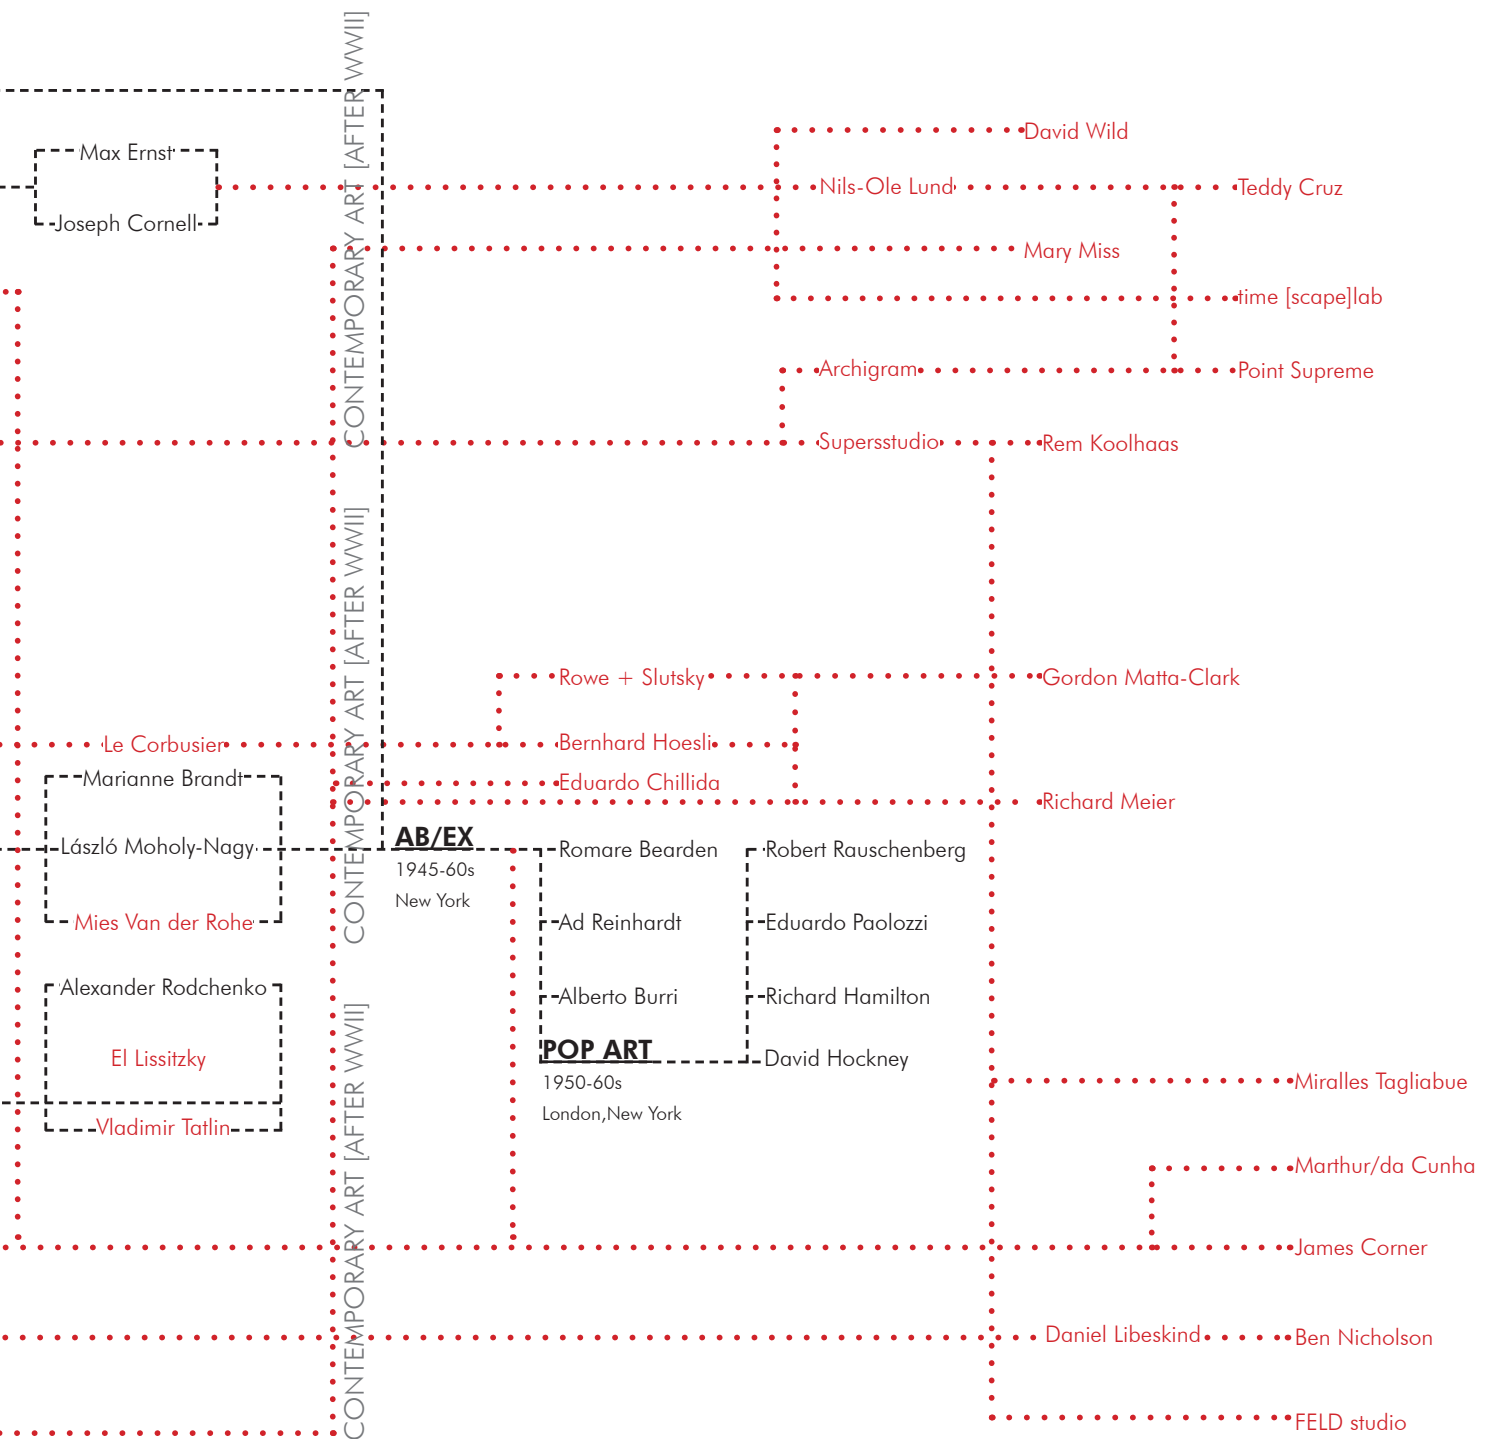 CONTEMPORARY ART [AFTER WWII]
David Wild
Max Ernst
Nils-Ole Lund
Teddy Cruz
Joseph Cornell
Mary Miss
time [scape]lab
Archigram
Point Supreme
Supersstudio
Rem Koolhaas
CONTEMPORARY ART [AFTER WWII]
Rowe + Slutsky
Gordon Matta-Clark
Le Corbusier
Bernhard Hoesli
Marianne Brandt
Eduardo Chillida
Richard Meier
László Moholy-Nagy
AB/EX
1945-60s
New York
Romare Bearden
Robert Rauschenberg
Mies Van der Rohe
Ad Reinhardt
Eduardo Paolozzi
Alexander Rodchenko
Alberto Burri
Richard Hamilton
El Lissitzky
POP ART
1950-60s
London,New York
David Hockney
Miralles Tagliabue
Vladimir Tatlin
CONTEMPORARY ART [AFTER WWII]
Marthur/da Cunha
James Corner
Daniel Libeskind
Ben Nicholson
FELD studio